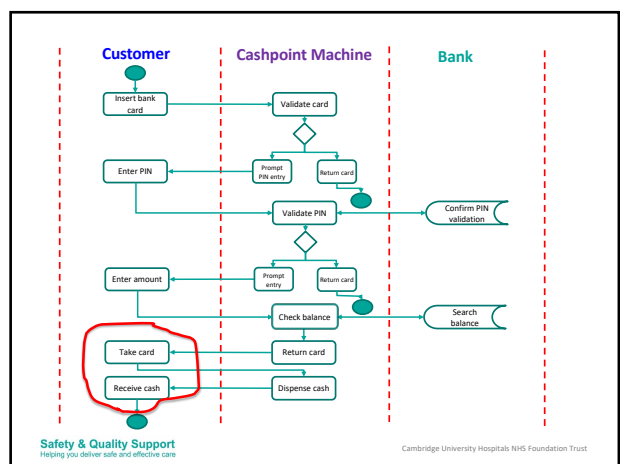 Customer
Cashpoint Machine
Bank
Insert bank
card
Validate card
Enter PIN
Prompt
PIN entry
Return card
Validate PIN
Confirm PIN
validation
Enter amount
Prompt
entry
Return card
Check balance
Search
balance
Take card
Return card
Receive cash
Dispense cash
Safety & Quality Support
Helping you deliver safe and effective care
Cambridge University Hospitals NHS Foundation Trust